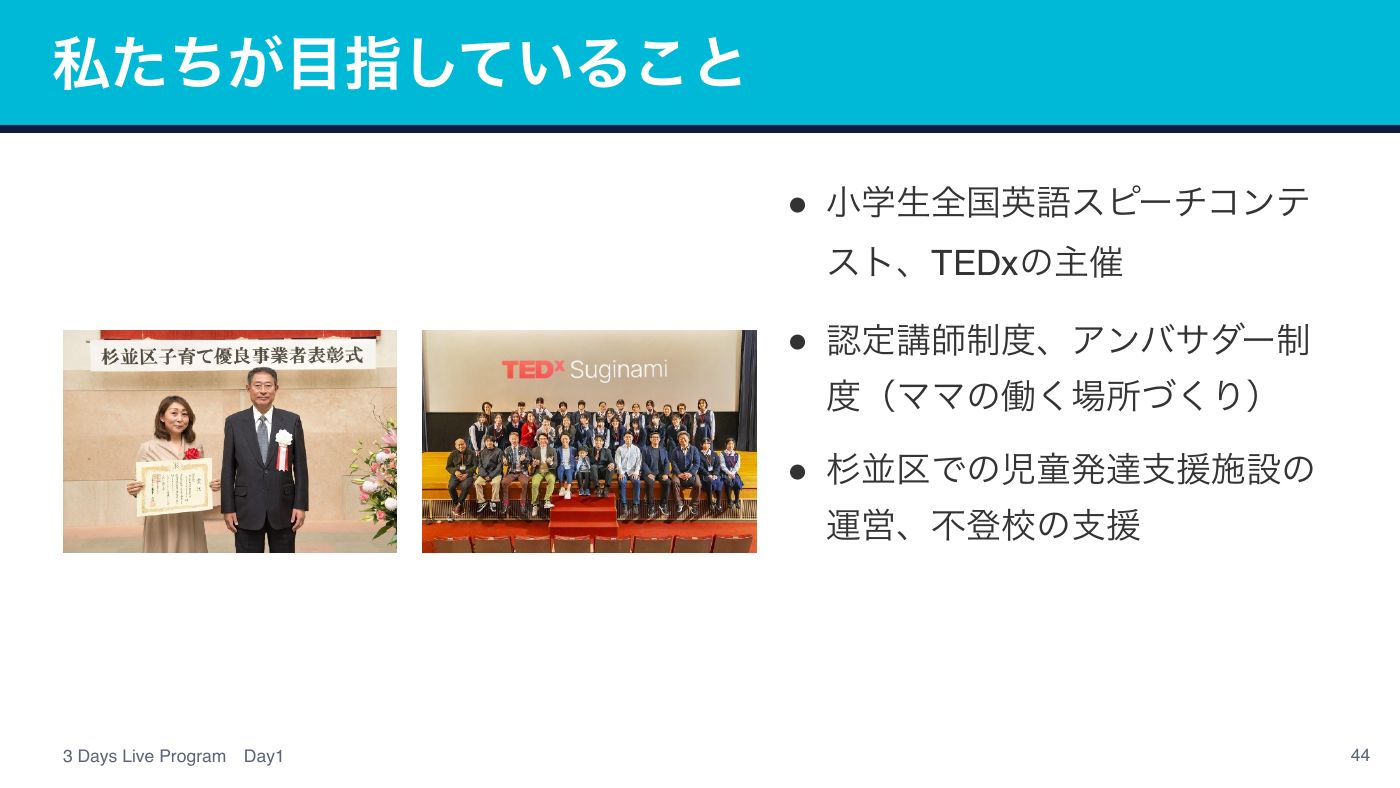 私たちが目指していること
小学生全国英語スピーチコンテ
スト、TEDxの主催
認定講師制度、アンバサダー制
度（ママの働く場所づくり）
杉並区での児童発達支援施設の
運営、不登校の支援
杉並区子育て優良事業者表彰式
TEDx Suginami
3 Days Live Program　Day1
44